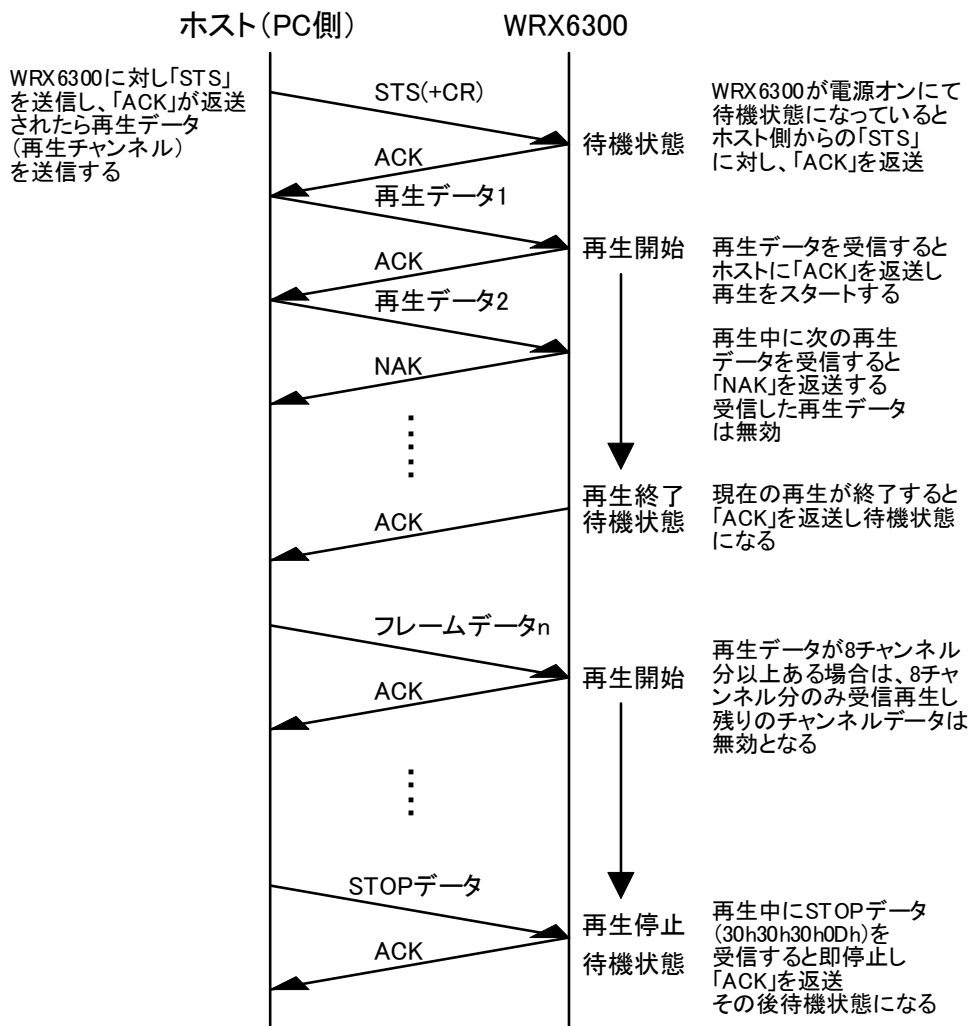 ホスト(PC側)
WRX6300
WRX6300に対し「STS」
を送信し、「ACK」が返送
されたら再生データ
(再生チャンネル)
を送信する
STS(+CR)
待機状態
WRX6300が電源オンにて
待機状態になっていると
ホスト側からの「STS」
に対し、「ACK」を返送
ACK
再生データ1
再生開始
再生データを受信すると
ホストに「ACK」を返送し
再生をスタートする
ACK
再生データ2
再生中に次の再生
データを受信すると
「NAK」を返送する
受信した再生データ
は無効
NAK
再生終了
待機状態
現在の再生が終了すると
「ACK」を返送し待機状態
になる
ACK
フレームデータn
再生開始
再生データが8チャンネル
分以上ある場合は、8チャ
ンネル分のみ受信再生し
残りのチャンネルデータは
無効となる
ACK
STOPデータ
再生停止
待機状態
再生中にSTOPデータ
(30h30h30h0Dh)を
受信すると即停止し
「ACK」を返送
その後待機状態になる
ACK